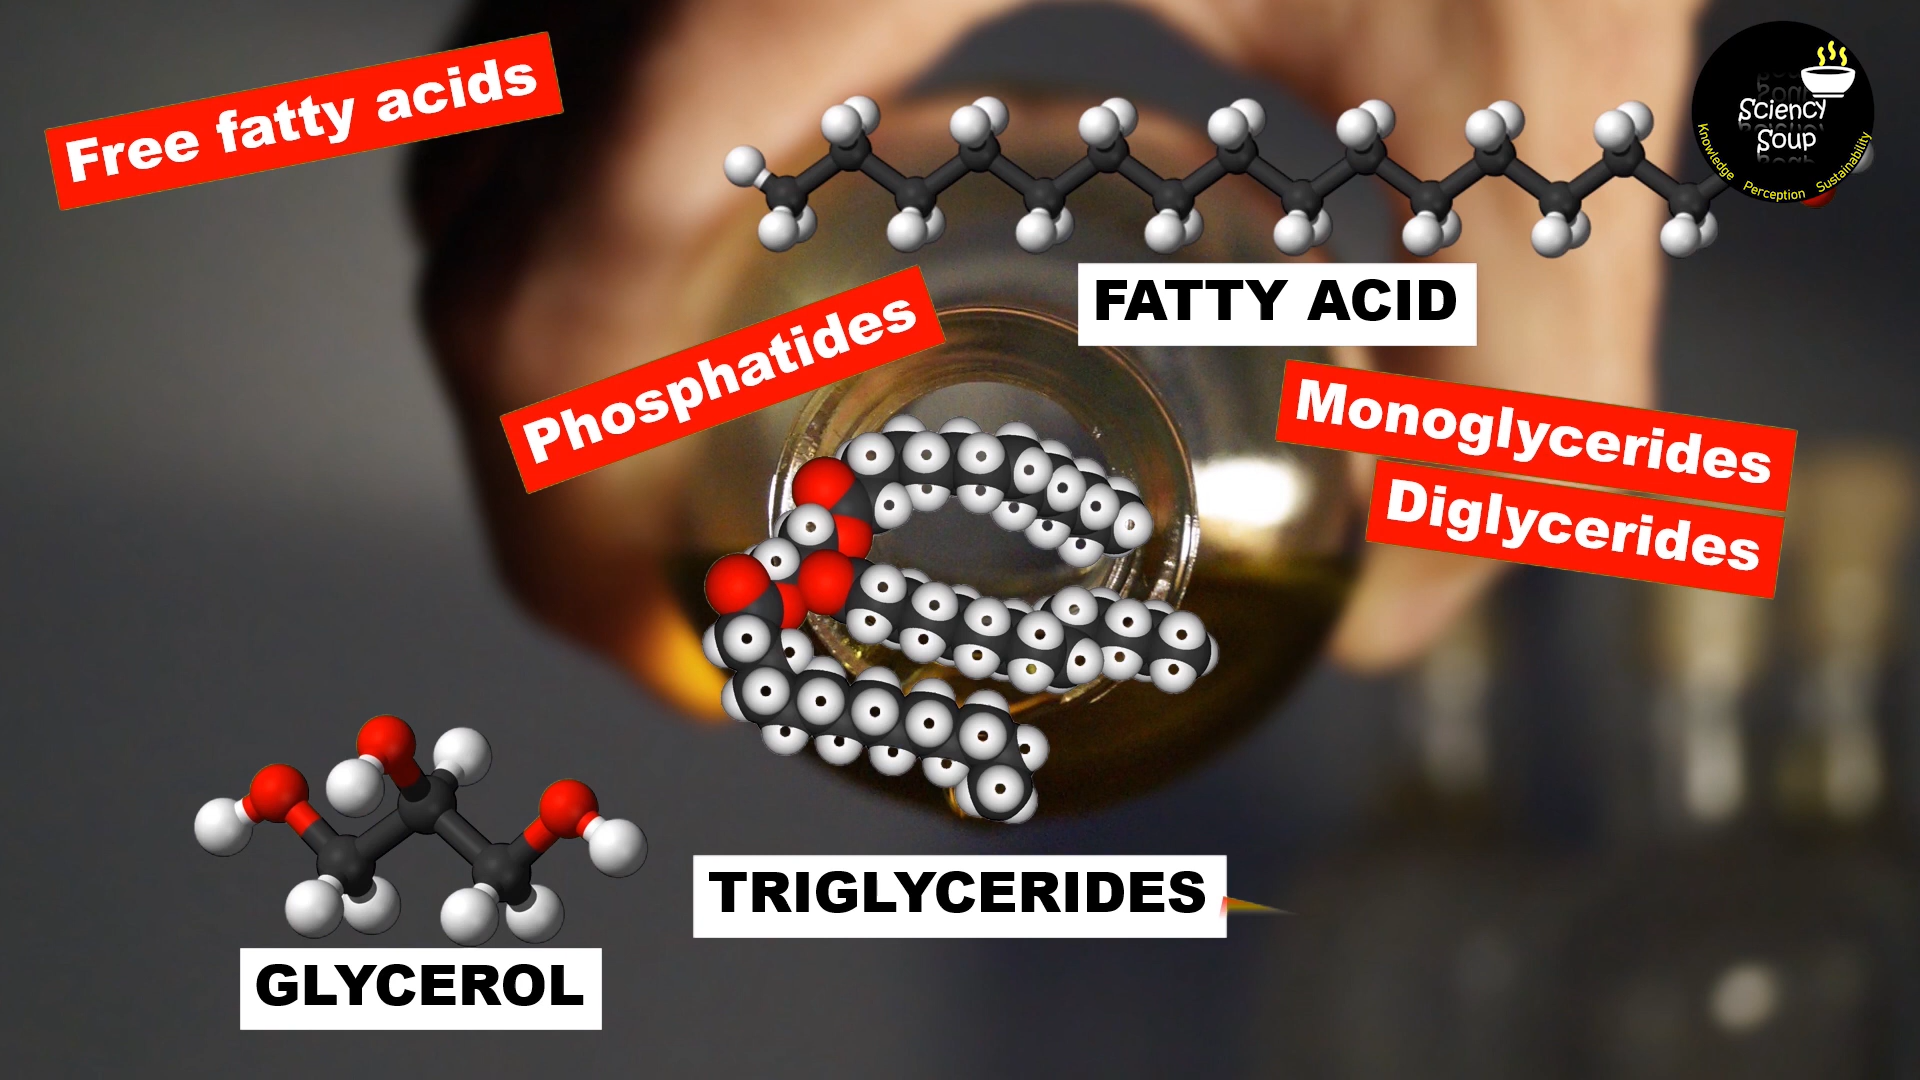 Free fatty acids
Sciency
Soup
Knowledge Perception Sustainability
FATTY ACID
Phosphatides
Monoglycerides
Diglycerides
TRIGLYCERIDES
GLYCEROL